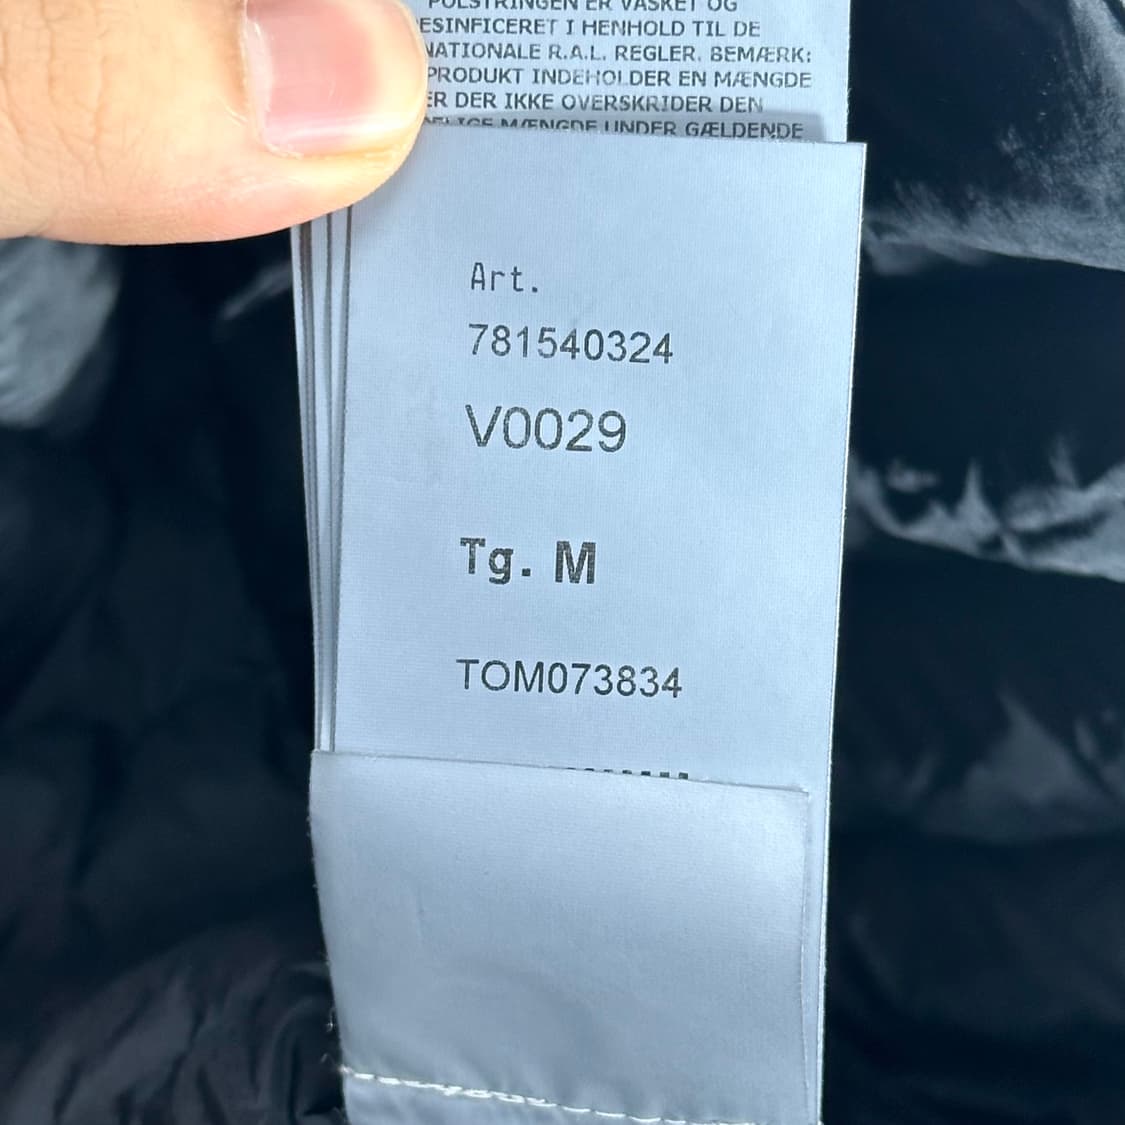 POLSTRINGEN ER VASKET OG
ESINFICERET I HENHOLD TIL DE
NATIONALE R.A.L. REGLER. BEMÆRK:
PRODUKT INDEHOLDER EN MÆNGDE
ER DER IKKE OVERSKRIDER DEN
MÆNGDE UNDER GÆLDENDE
Art.
781540324
V0029
Tg. M
TOM073834